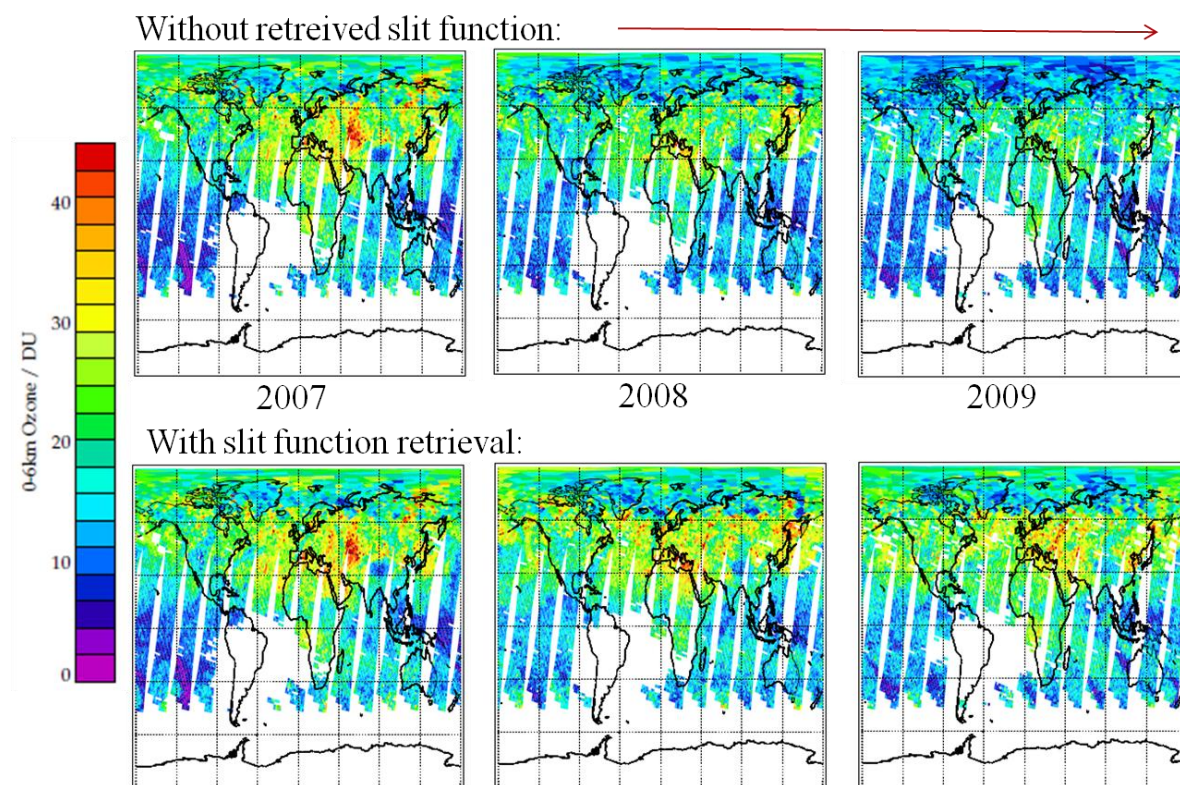 Without retreived slit function:
2007
2008
2009
With slit function retrieval:
0-6km Ozone / DU
40
30
20
10
0